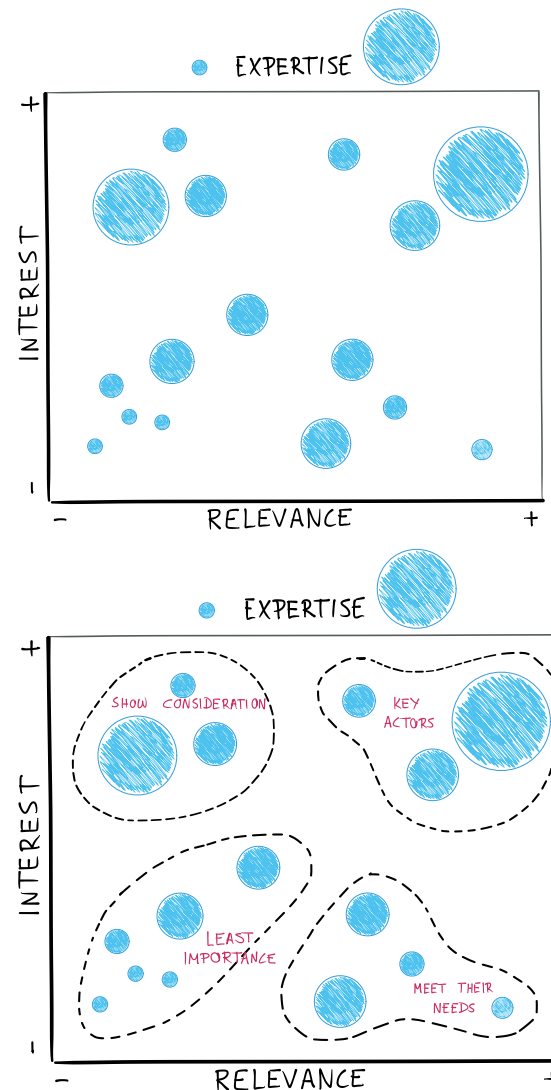 EXPERTISE
+
INTEREST
-
- RELEVANCE +
EXPERTISE
+
SHOW CONSIDERATION
KEY
ACTORS
INTEREST
LEAST
IMPORTANCE
MEET THEIR
NEEDS
-
- RELEVANCE +